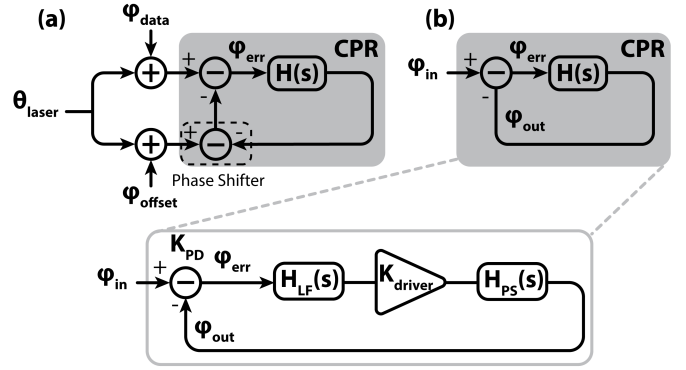 (a)
φdata
CPR
+
φerr
+
−
H(s)
-
θlaser
+
-
+
−
Phase Shifter
φoffset
(b)
CPR
φin
+
φerr
−
H(s)
-
φout
KPD
φin
+
φerr
−
HLF(s)
Kdriver
HPS(s)
-
φout